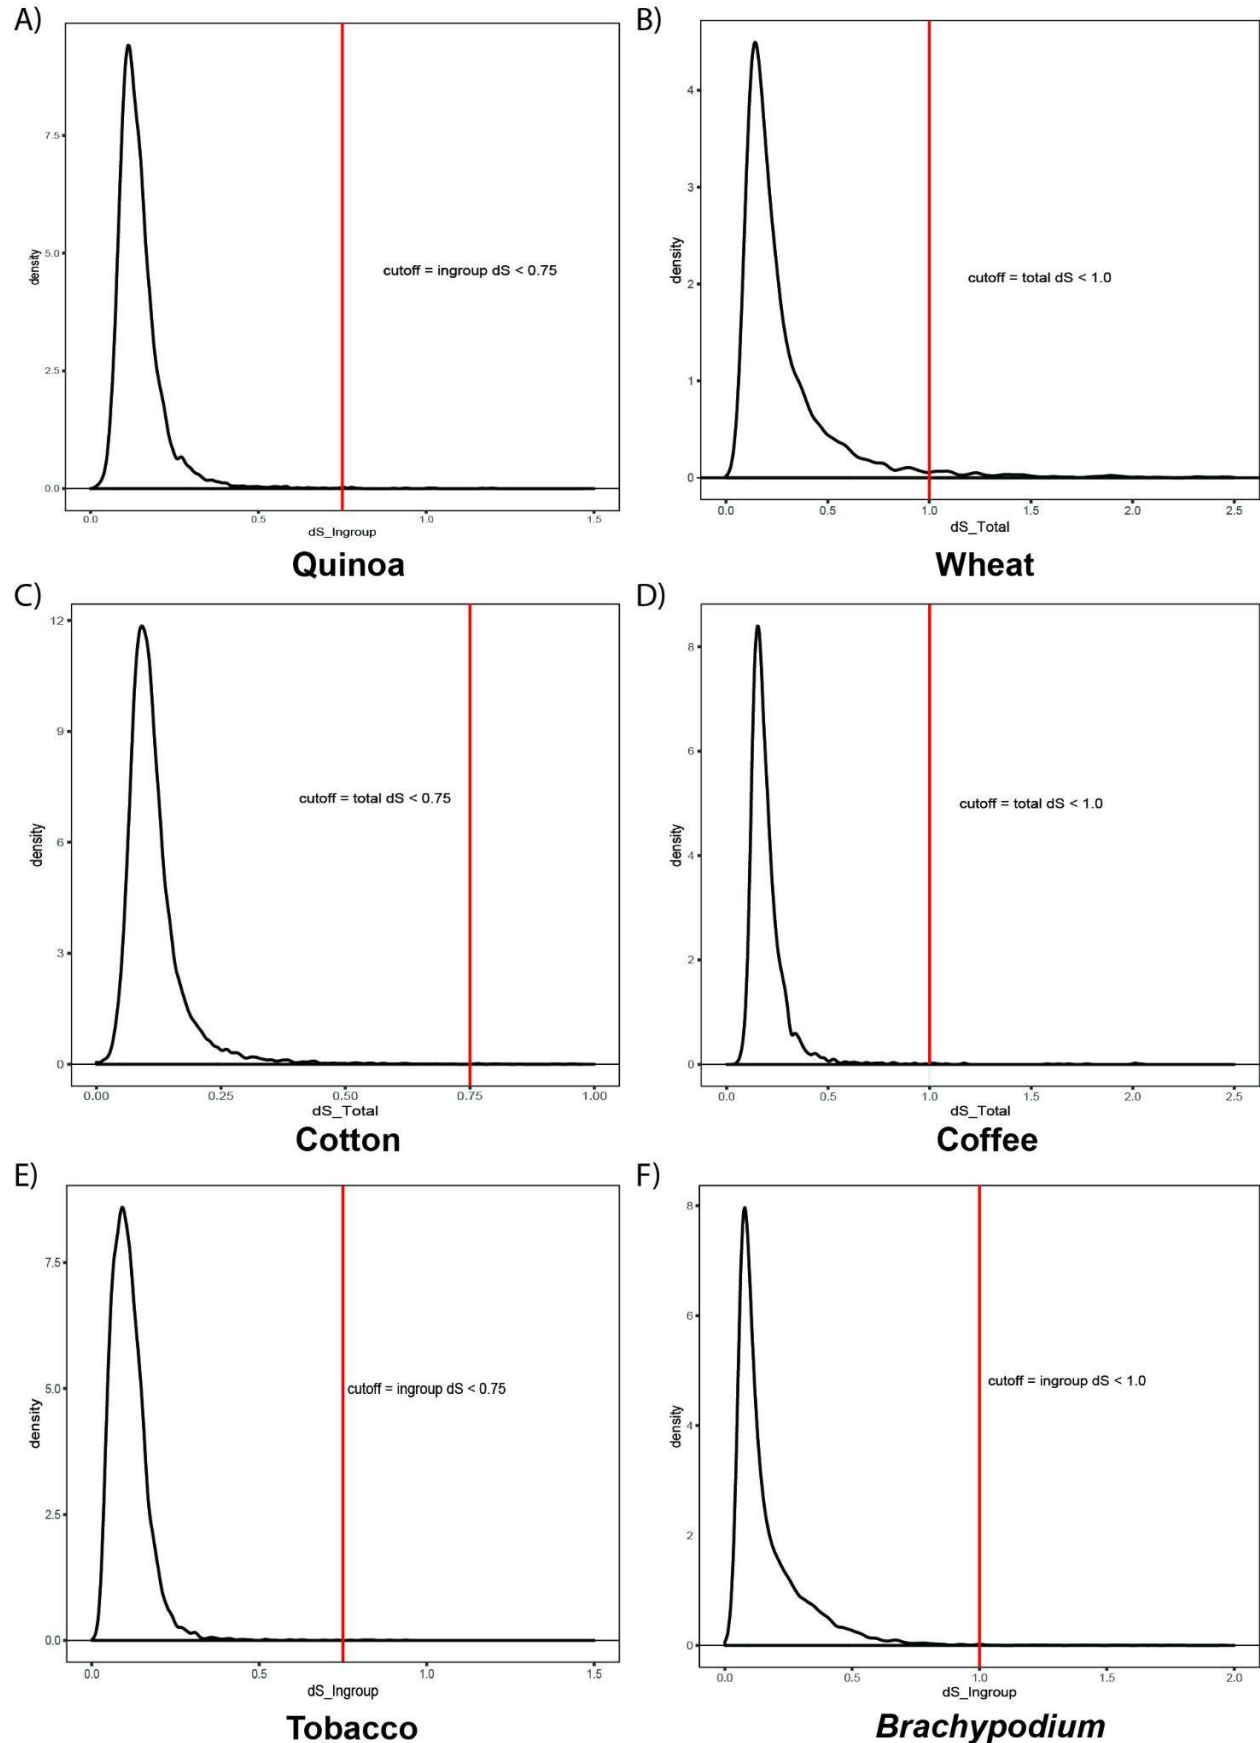 A)
density
7.5
5.0
2.5
0.0
cutoff = ingroup dS < 0.75
0.0 0.5 1.0 1.5
dS_Ingroup
Quinoa
B)
density
4
3
2
1
0
cutoff = total dS < 1.0
0.0 0.5 1.0 1.5 2.0 2.5
dS_Total
Wheat
C)
density
12
9
6
3
0
cutoff = total dS < 0.75
0.00 0.25 0.50 0.75 1.00
dS_Total
Cotton
D)
density
8
6
4
2
0
cutoff = total dS < 1.0
0.0 0.5 1.0 1.5 2.0 2.5
dS_Total
Coffee
E)
density
7.5
5.0
2.5
0.0
cutoff = ingroup dS < 0.75
0.0 0.5 1.0 1.5
dS_Ingroup
Tobacco
F)
density
8
6
4
2
0
cutoff = ingroup dS < 1.0
0.0 0.5 1.0 1.5 2.0
dS_Ingroup
Brachypodium